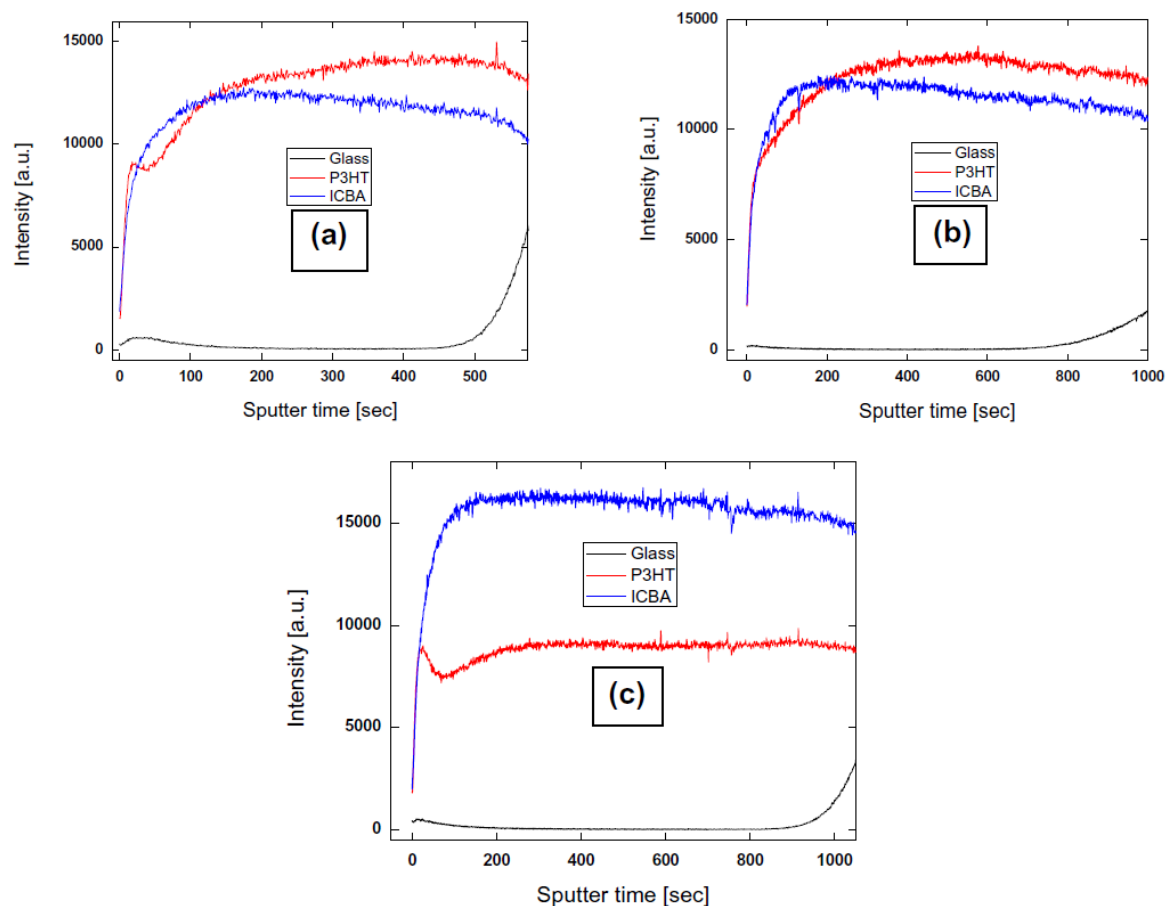 15000
10000
5000
0
Intensity [a.u.]
Glass
P3HT
ICBA
(a)
0 100 200 300 400 500
Sputter time [sec]
15000
10000
5000
0
Intensity [a.u.]
Glass
P3HT
ICBA
(b)
0 200 400 600 800 1000
Sputter time [sec]
15000
10000
5000
0
Intensity [a.u.]
Glass
P3HT
ICBA
(c)
0 200 400 600 800 1000
Sputter time [sec]